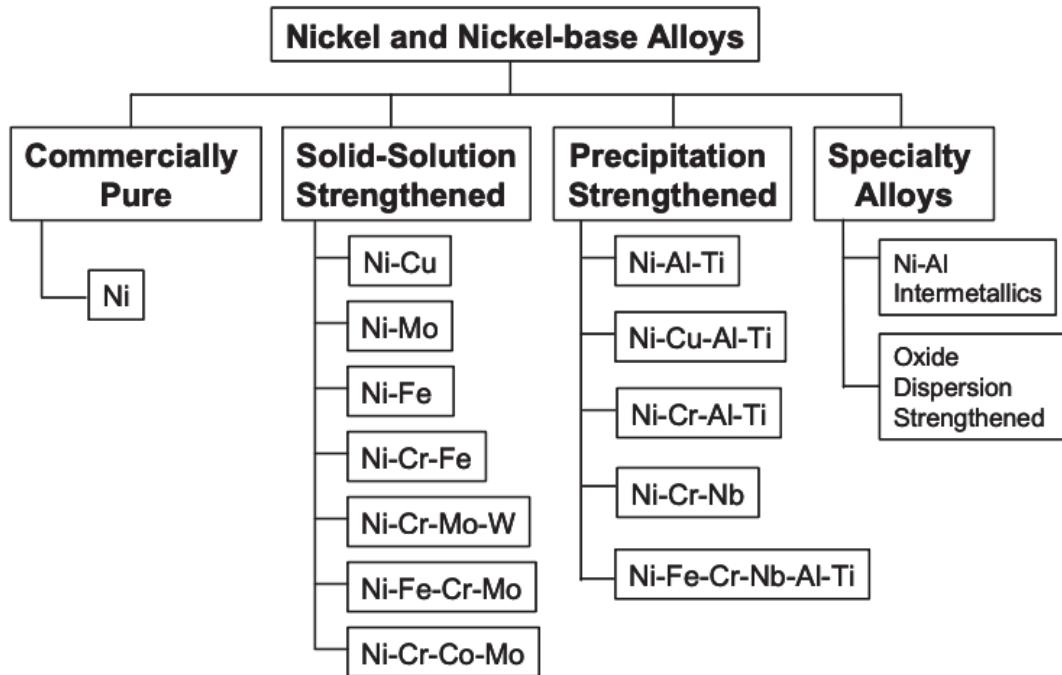 Nickel and Nickel-base Alloys
Commercially
Pure
Ni
Solid-Solution
Strengthened
Ni-Cu
Ni-Mo
Ni-Fe
Ni-Cr-Fe
Ni-Cr-Mo-W
Ni-Fe-Cr-Mo
Ni-Cr-Co-Mo
Precipitation
Strengthened
Ni-Al-Ti
Ni-Cu-Al-Ti
Ni-Cr-Al-Ti
Ni-Cr-Nb
Ni-Fe-Cr-Nb-Al-Ti
Specialty
Alloys
Ni-Al
Intermetallics
Oxide
Dispersion
Strengthened